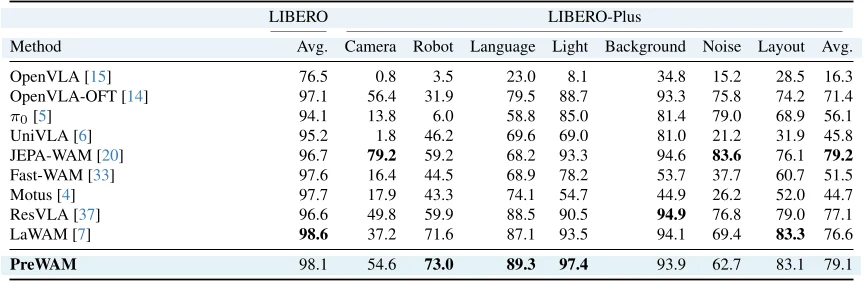 LIBERO LIBERO-Plus
Method Avg. Camera Robot Language Light Background Noise Layout Avg.
OpenVLA [15] 76.5 0.8 3.5 23.0 8.1 34.8 15.2 28.5 16.3
OpenVLA-OFT [14] 97.1 56.4 31.9 79.5 88.7 93.3 75.8 74.2 71.4
π0 [5] 94.1 13.8 6.0 58.8 85.0 81.4 79.0 68.9 56.1
UniVLA [6] 95.2 1.8 46.2 69.6 69.0 81.0 21.2 31.9 45.8
JEPA-WAM [20] 96.7 79.2 59.2 68.2 93.3 94.6 83.6 76.1 79.2
Fast-WAM [33] 97.6 16.4 44.5 68.9 78.2 53.7 37.7 60.7 51.5
Motus [4] 97.7 17.9 43.3 74.1 54.7 44.9 26.2 52.0 44.7
ResVLA [37] 96.6 49.8 59.9 88.5 90.5 94.9 76.8 79.0 77.1
LaWAM [7] 98.6 37.2 71.6 87.1 93.5 94.1 69.4 83.3 76.6
PreWAM 98.1 54.6 73.0 89.3 97.4 93.9 62.7 83.1 79.1